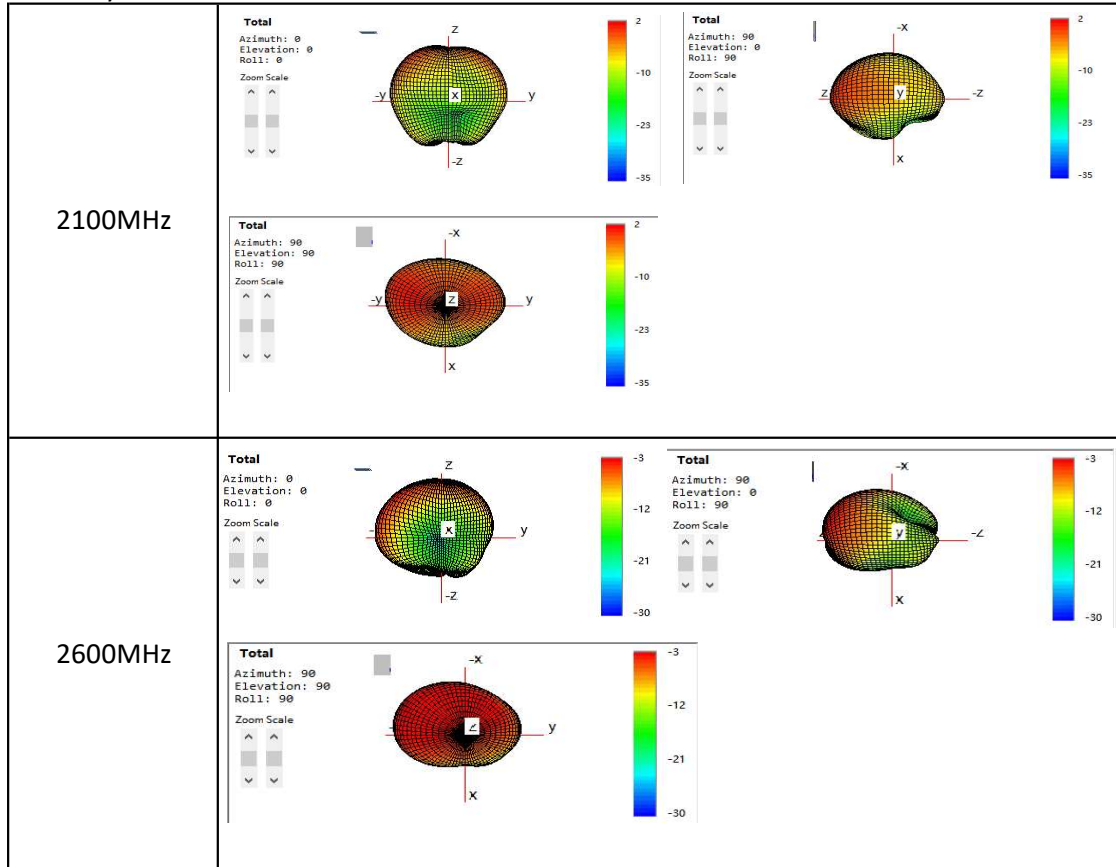 2100MHz
Total
Azimuth: 0
Elevation: 0
Roll: 0
Zoom Scale
z
-y
x
y
-z
2
-10
-23
-35
Total
Azimuth: 90
Elevation: 0
Roll: 90
Zoom Scale
-x
z
y
-z
x
2
-10
-23
-35
Total
Azimuth: 90
Elevation: 90
Roll: 90
Zoom Scale
-x
-y
z
y
x
2
-10
-23
-35
2600MHz
Total
Azimuth: 0
Elevation: 0
Roll: 0
Zoom Scale
z
x
y
-z
-3
-12
-21
-30
Total
Azimuth: 90
Elevation: 0
Roll: 90
Zoom Scale
-x
y
x
-3
-12
-21
-30
Total
Azimuth: 90
Elevation: 90
Roll: 90
Zoom Scale
-x
y
x
-3
-12
-21
-30